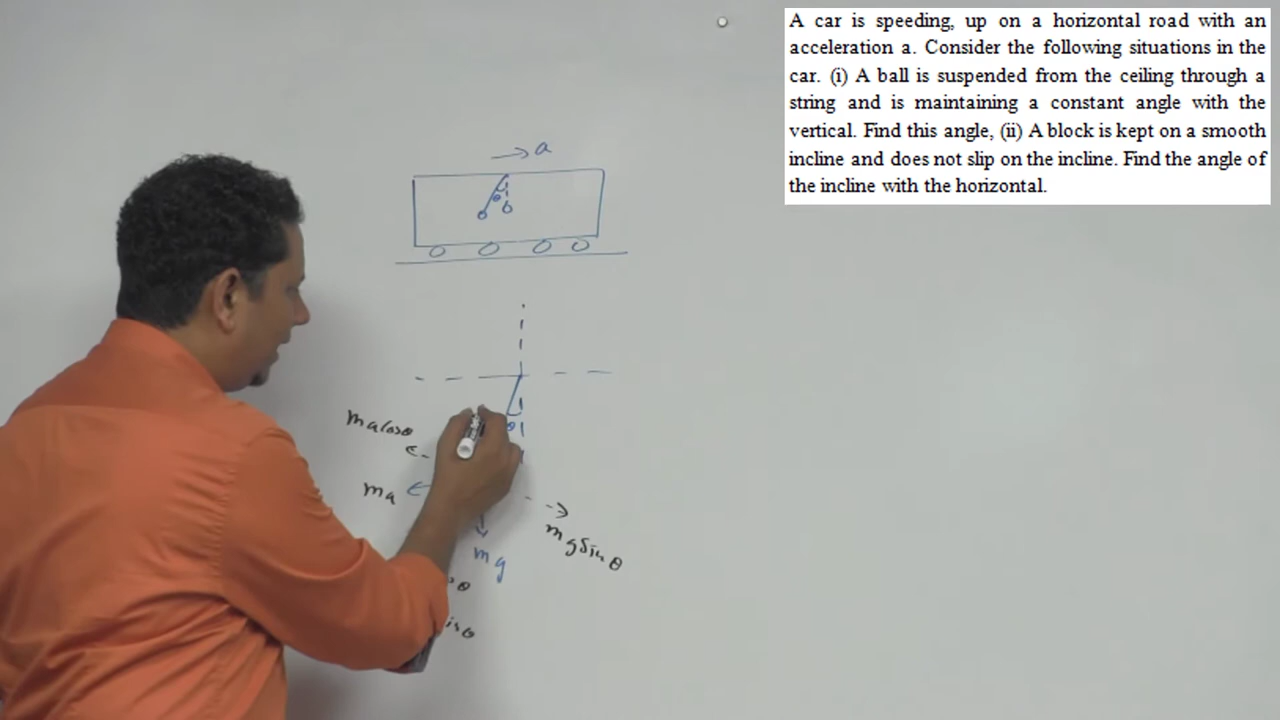 A car is speeding, up on a horizontal road with an
acceleration a. Consider the following situations in the
car. (i) A ball is suspended from the ceiling through a
string and is maintaining a constant angle with the
vertical. Find this angle, (ii) A block is kept on a smooth
incline and does not slip on the incline. Find the angle of
the incline with the horizontal.
a
θ
θ
macosθ
ma
mgsinθ
mg